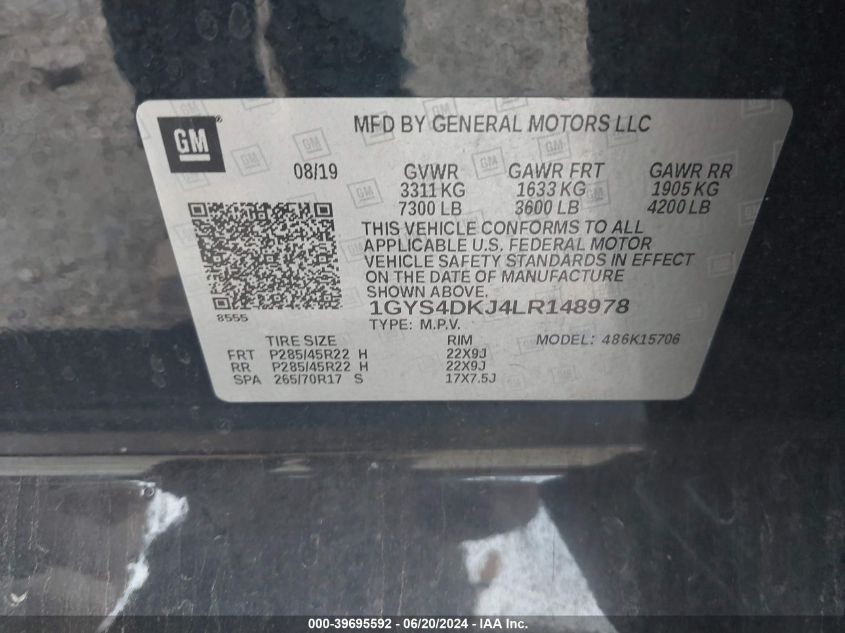 MFD BY GENERAL MOTORS LLC
GM®
08/19 GVWR GAWR FRT GAWR RR
3311 KG 1633 KG 1905 KG
7300 LB 3600 LB 4200 LB
THIS VEHICLE CONFORMS TO ALL
APPLICABLE U.S. FEDERAL MOTOR
VEHICLE SAFETY STANDARDS IN EFFECT
ON THE DATE OF MANUFACTURE
SHOWN ABOVE.
8555
1GYS4DKJ4LR148978
TYPE: M.P.V.
TIRE SIZE RIM MODEL: 486K15706
FRT P285/45R22 H 22X9J
RR P285/45R22 H 22X9J
SPA 265/70R17 S 17X7.5J
000-39695592 - 06/20/2024 - IAA Inc.